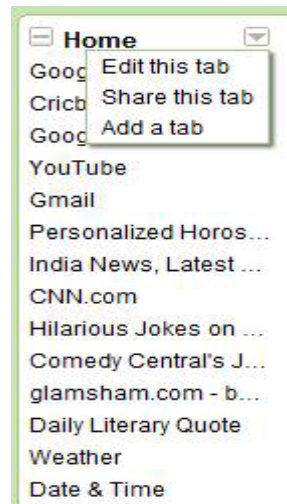 Home
Edit this tab
Share this tab
Add a tab
Goog
Cricb
Goog
YouTube
Gmail
Personalized Horos...
India News, Latest ...
CNN.com
Hilarious Jokes on ...
Comedy Central's J...
glamsham.com - b...
Daily Literary Quote
Weather
Date & Time